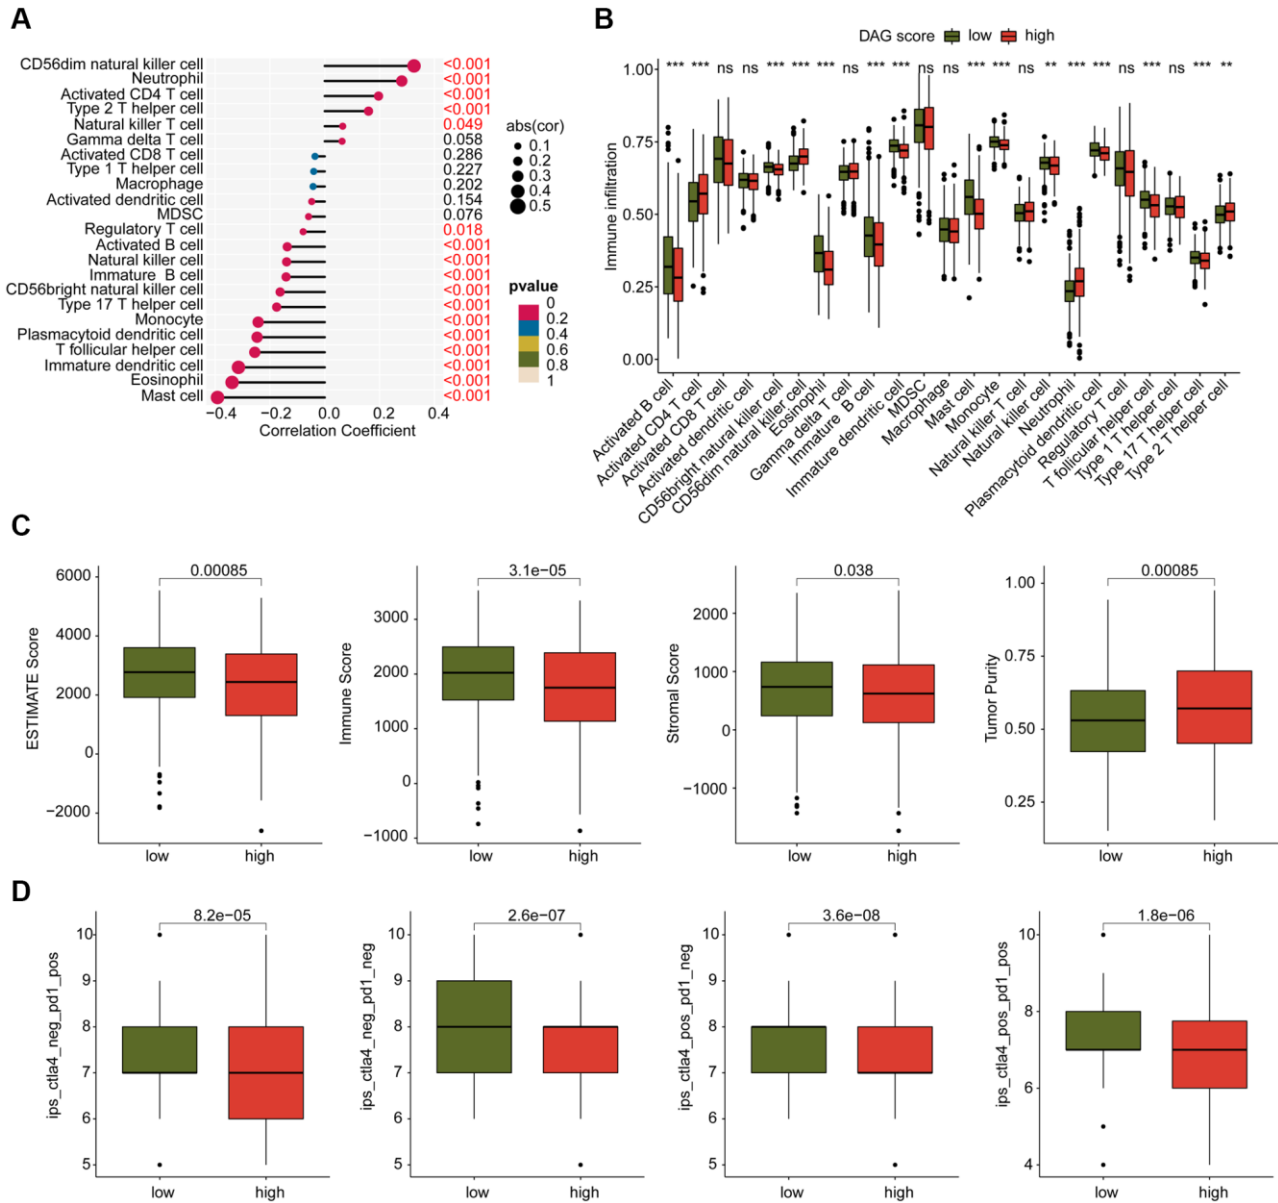 A
CD56dim natural killer cell <0.001
Neutrophil <0.001
Activated CD4 T cell <0.001
Type 2 T helper cell <0.001
Natural killer T cell 0.049
Gamma delta T cell 0.058
Activated CD8 T cell 0.286
Type 1 T helper cell 0.227
Macrophage 0.202
Activated dendritic cell 0.154
MDSC 0.076
Regulatory T cell 0.018
Activated B cell <0.001
Natural killer cell <0.001
Immature B cell <0.001
CD56bright natural killer cell <0.001
Type 17 T helper cell <0.001
Monocyte <0.001
Plasmacytoid dendritic cell <0.001
T follicular helper cell <0.001
Immature dendritic cell <0.001
Eosinophil <0.001
Mast cell <0.001
−0.4 −0.2 0.0 0.2 0.4
Correlation Coefficient
abs(cor)
0.1
0.2
0.3
0.4
0.5
pvalue
0
0.2
0.4
0.6
0.8
1
B
DAG score low high
*** *** ns ns *** *** *** ns *** *** ns ns *** *** ns ** *** *** ns *** ns *** **
1.00
0.75
0.50
0.25
0.00
Immune infiltration
Activated B cell
Activated CD4 T cell
Activated CD8 T cell
Activated dendritic cell
CD56bright natural killer cell
CD56dim natural killer cell
Eosinophil
Gamma delta T cell
Immature B cell
Immature dendritic cell
MDSC
Macrophage
Mast cell
Monocyte
Natural killer T cell
Natural killer cell
Neutrophil
Plasmacytoid dendritic cell
Regulatory T cell
T follicular helper cell
Type 1 T helper cell
Type 17 T helper cell
Type 2 T helper cell
C
0.00085
6000
4000
2000
0
−2000
ESTIMATE Score
low high
3.1e−05
3000
2000
1000
0
−1000
Immune Score
low high
0.038
2000
1000
0
−1000
Stromal Score
low high
0.00085
1.00
0.75
0.50
0.25
Tumor Purity
low high
D
8.2e−05
10
9
8
7
6
5
ips_ctla4_neg_pd1_pos
low high
2.6e−07
10
9
8
7
6
5
ips_ctla4_neg_pd1_neg
low high
3.6e−08
10
9
8
7
6
5
ips_ctla4_pos_pd1_neg
low high
1.8e−06
10
8
6
4
ips_ctla4_pos_pd1_pos
low high